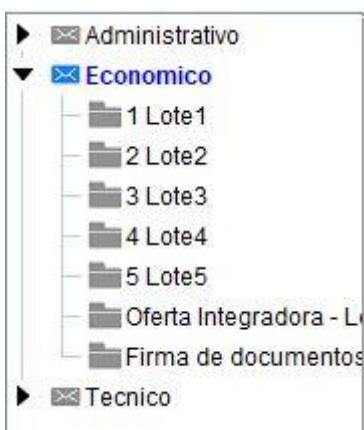 Administrativo
Economico
1 Lote1
2 Lote2
3 Lote3
4 Lote4
5 Lote5
Oferta Integradora - L
Firma de documentos
Tecnico